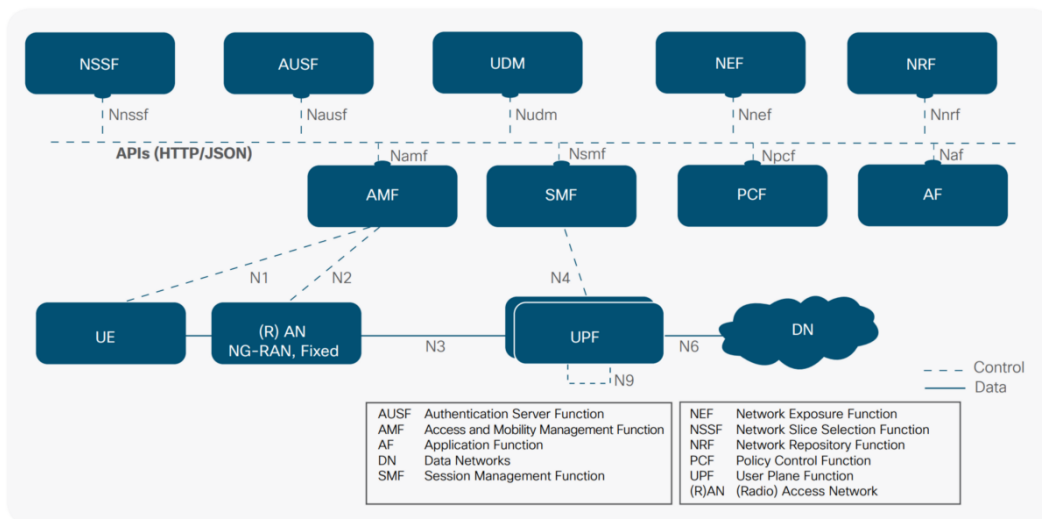 NSSF
AUSF
UDM
NEF
NRF
Nnssf
Nausf
Nudm
Nnef
Nnrf
APIs (HTTP/JSON)
Namf
Nsmf
Npcf
Naf
AMF
SMF
PCF
AF
N1
N2
N4
UE
(R) AN
NG-RAN, Fixed
N3
UPF
N6
DN
N9
Control
Data
AUSF Authentication Server Function
AMF Access and Mobility Management Function
AF Application Function
DN Data Networks
SMF Session Management Function
NEF Network Exposure Function
NSSF Network Slice Selection Function
NRF Network Repository Function
PCF Policy Control Function
UPF User Plane Function
(R)AN (Radio) Access Network